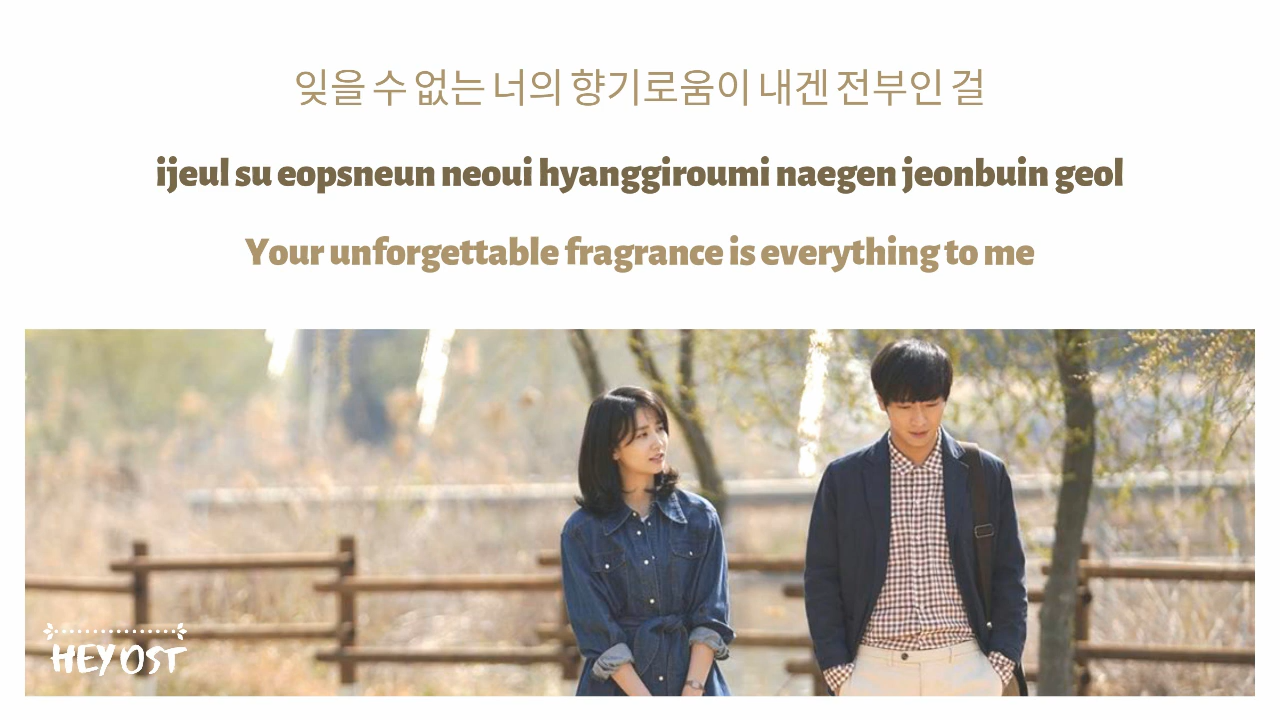 잊을 수 없는 너의 향기로움이 내겐 전부인 걸
ijeul su eopsneun neoui hyanggiroumi naegen jeonbuin geol
Your unforgettable fragrance is everything to me
HEY OST